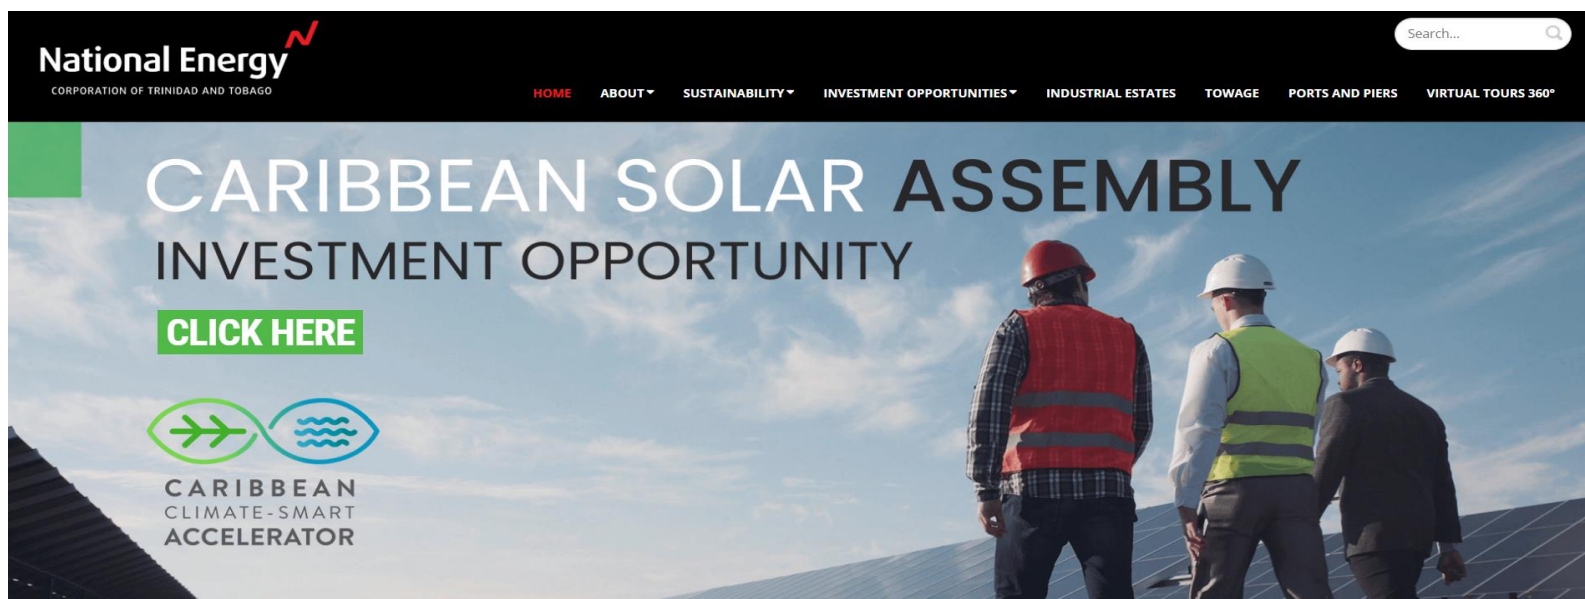 National Energy
CORPORATION OF TRINIDAD AND TOBAGO
Search...
HOME ABOUT SUSTAINABILITY INVESTMENT OPPORTUNITIES INDUSTRIAL ESTATES TOWAGE PORTS AND PIERS VIRTUAL TOURS 360°
CARIBBEAN SOLAR ASSEMBLY
INVESTMENT OPPORTUNITY
CLICK HERE
CARIBBEAN
CLIMATE-SMART
ACCELERATOR